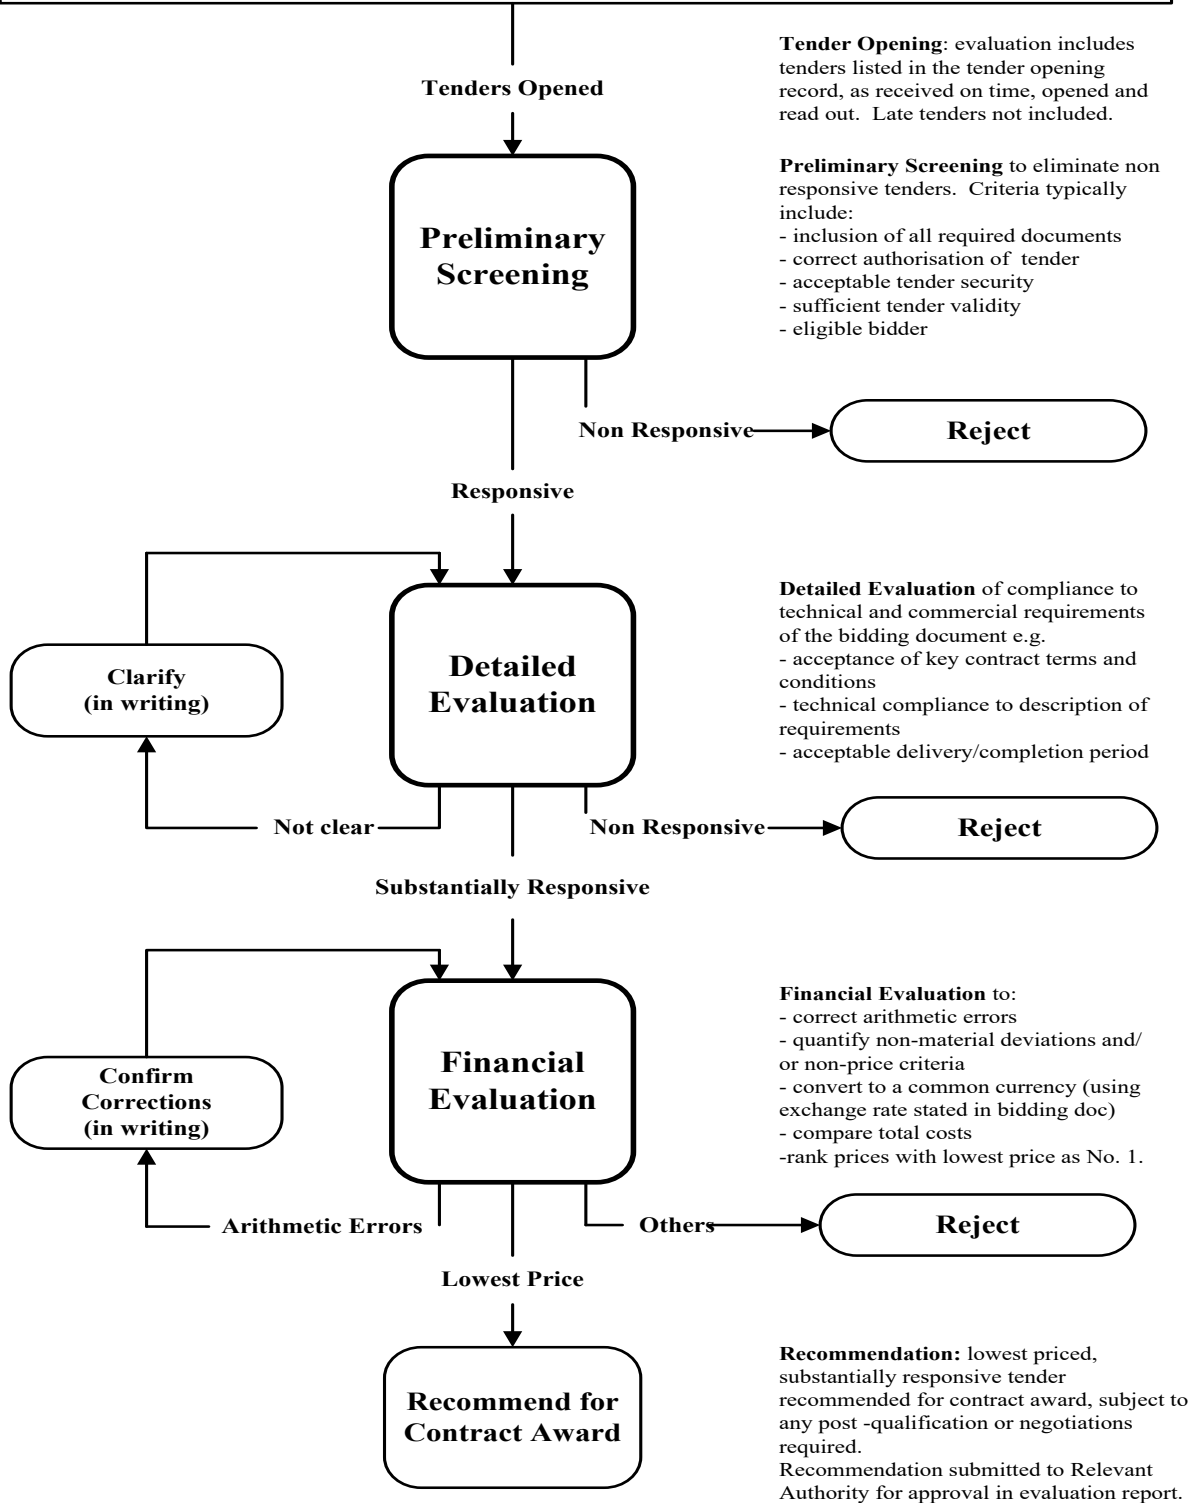 Tenders Opened
Tender Opening: evaluation includes
tenders listed in the tender opening
record, as received on time, opened and
read out.  Late tenders not included.
Preliminary
Screening
Preliminary Screening to eliminate non
responsive tenders.  Criteria typically
include:
- inclusion of all required documents
- correct authorisation of  tender
- acceptable tender security
- sufficient tender validity
- eligible bidder
Non Responsive
Reject
Responsive
Clarify
(in writing)
Detailed
Evaluation
Detailed Evaluation of compliance to
technical and commercial requirements
of the bidding document e.g.
- acceptance of key contract terms and
conditions
- technical compliance to description of
requirements
- acceptable delivery/completion period
Not clear
Non Responsive
Reject
Substantially Responsive
Confirm
Corrections
(in writing)
Financial
Evaluation
Financial Evaluation to:
- correct arithmetic errors
- quantify non-material deviations and/
or non-price criteria
- convert to a common currency (using
exchange rate stated in bidding doc)
- compare total costs
-rank prices with lowest price as No. 1.
Arithmetic Errors
Others
Reject
Lowest Price
Recommend for
Contract Award
Recommendation: lowest priced,
substantially responsive tender
recommended for contract award, subject to
any post -qualification or negotiations
required.
Recommendation submitted to Relevant
Authority for approval in evaluation report.